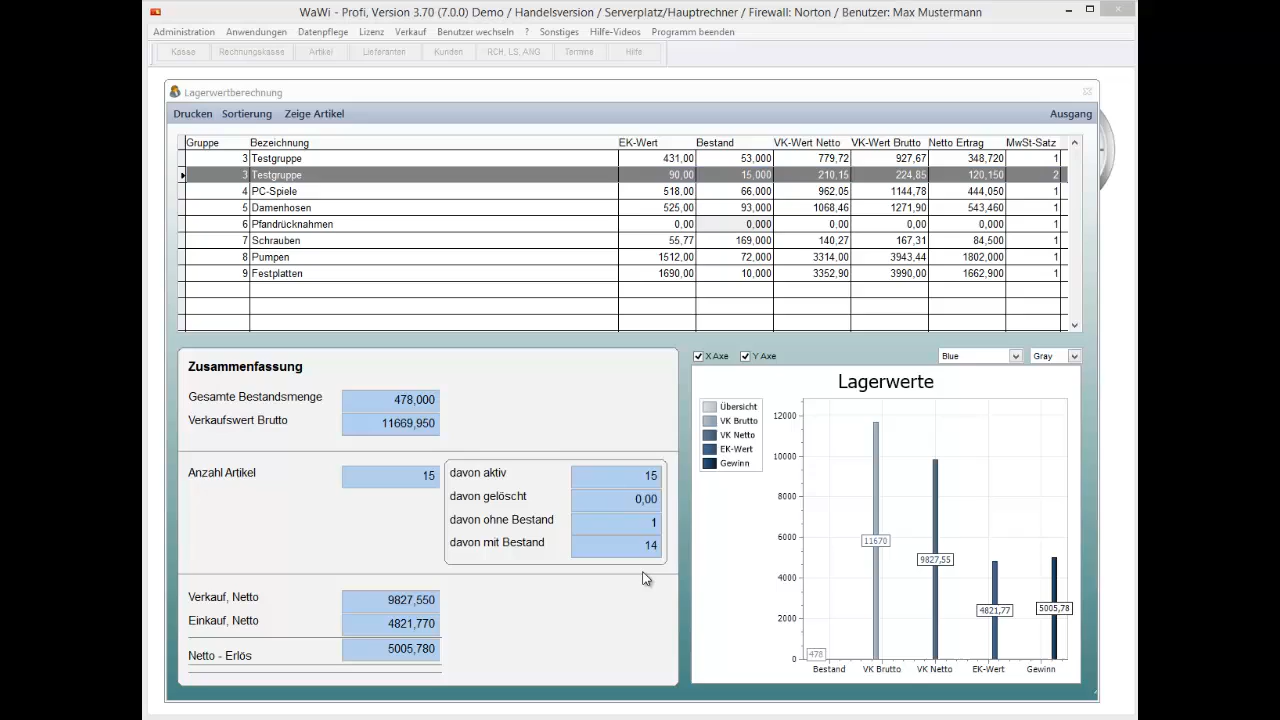 WaWi - Profi, Version 3.70 (7.0.0) Demo / Handelsversion / Serverplatz/Hauptrechner / Firewall: Norton / Benutzer: Max Mustermann
Administration Anwendungen Datenpflege Lizenz Verkauf Benutzer wechseln ? Sonstiges Hilfe-Videos Programm beenden
Kasse Rechnungskasse Artikel Lieferanten Kunden RCH, LS, ANG Termine Hilfe
Lagerwertberechnung
Drucken Sortierung Zeige Artikel Ausgang
Gruppe Bezeichnung EK-Wert Bestand VK-Wert Netto VK-Wert Brutto Netto Ertrag MwSt-Satz
3 Testgruppe 431,00 53,000 779,72 927,67 348,720 1
3 Testgruppe 90,00 15,000 210,15 224,85 120,150 2
4 PC-Spiele 518,00 66,000 962,05 1144,78 444,050 1
5 Damenhosen 525,00 93,000 1068,46 1271,90 543,460 1
6 Pfandrücknahmen 0,00 0,000 0,00 0,00 0,000 1
7 Schrauben 55,77 169,000 140,27 167,31 84,500 1
8 Pumpen 1512,00 72,000 3314,00 3943,44 1802,000 1
9 Festplatten 1690,00 10,000 3352,90 3990,00 1662,900 1
Zusammenfassung
Gesamte Bestandsmenge 478,000
Verkaufswert Brutto 11669,950
Anzahl Artikel 15
davon aktiv 15
davon gelöscht 0,00
davon ohne Bestand 1
davon mit Bestand 14
Verkauf, Netto 9827,550
Einkauf, Netto 4821,770
Netto - Erlös 5005,780
X Axe Y Axe Blue Gray
Lagerwerte
Übersicht
VK Brutto
VK Netto
EK-Wert
Gewinn
12000
10000
8000
6000
4000
2000
0
478
11670
9827,55
4821,77
5005,78
Bestand VK Brutto VK Netto EK-Wert Gewinn